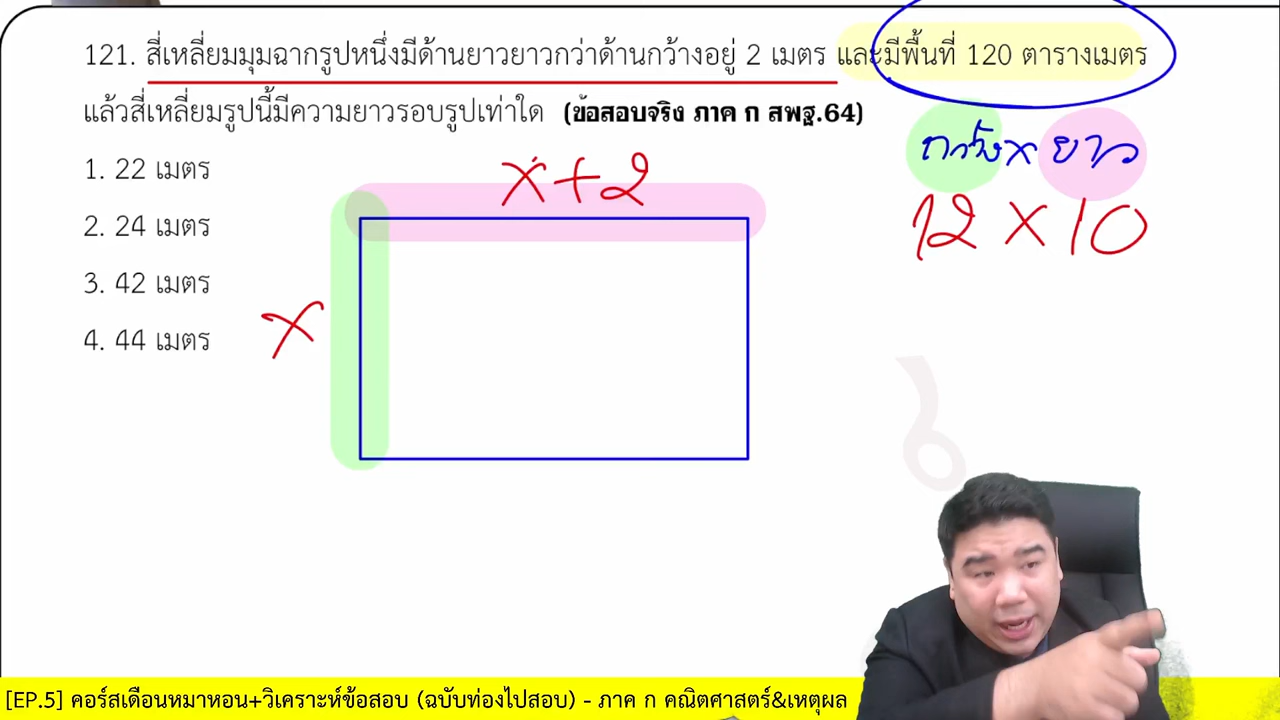 121. สี่เหลี่ยมมุมฉากรูปหนึ่งมีด้านยาวยาวกว่าด้านกว้างอยู่ 2 เมตร และมีพื้นที่ 120 ตารางเมตร
แล้วสี่เหลี่ยมรูปนี้มีความยาวรอบรูปเท่าใด (ข้อสอบจริง ภาค ก สพฐ.64)
กว้าง x ยาว
1. 22 เมตร
x+2
12 x 10
2. 24 เมตร
3. 42 เมตร
x
4. 44 เมตร
[EP.5] คอร์สเดือนหมาหอน+วิเคราะห์ข้อสอบ (ฉบับท่องไปสอบ) - ภาค ก คณิตศาสตร์&เหตุผล